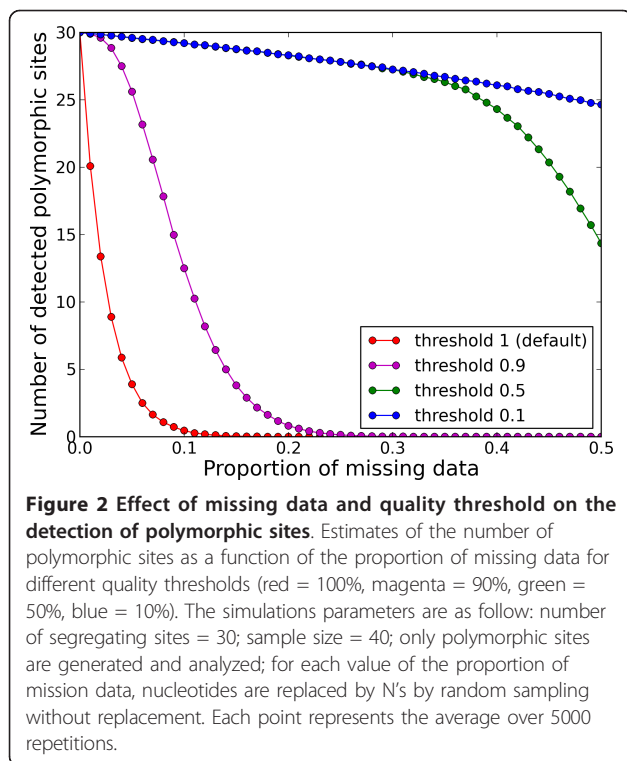 30
25
20
15
10
5
0
Number of detected polymorphic sites
threshold 1 (default)
threshold 0.9
threshold 0.5
threshold 0.1
0.0 0.1 0.2 0.3 0.4 0.5
Proportion of missing data
Figure 2 Effect of missing data and quality threshold on the
detection of polymorphic sites. Estimates of the number of
polymorphic sites as a function of the proportion of missing data for
different quality thresholds (red = 100%, magenta = 90%, green =
50%, blue = 10%). The simulations parameters are as follow: number
of segregating sites = 30; sample size = 40; only polymorphic sites
are generated and analyzed; for each value of the proportion of
mission data, nucleotides are replaced by N's by random sampling
without replacement. Each point represents the average over 5000
repetitions.